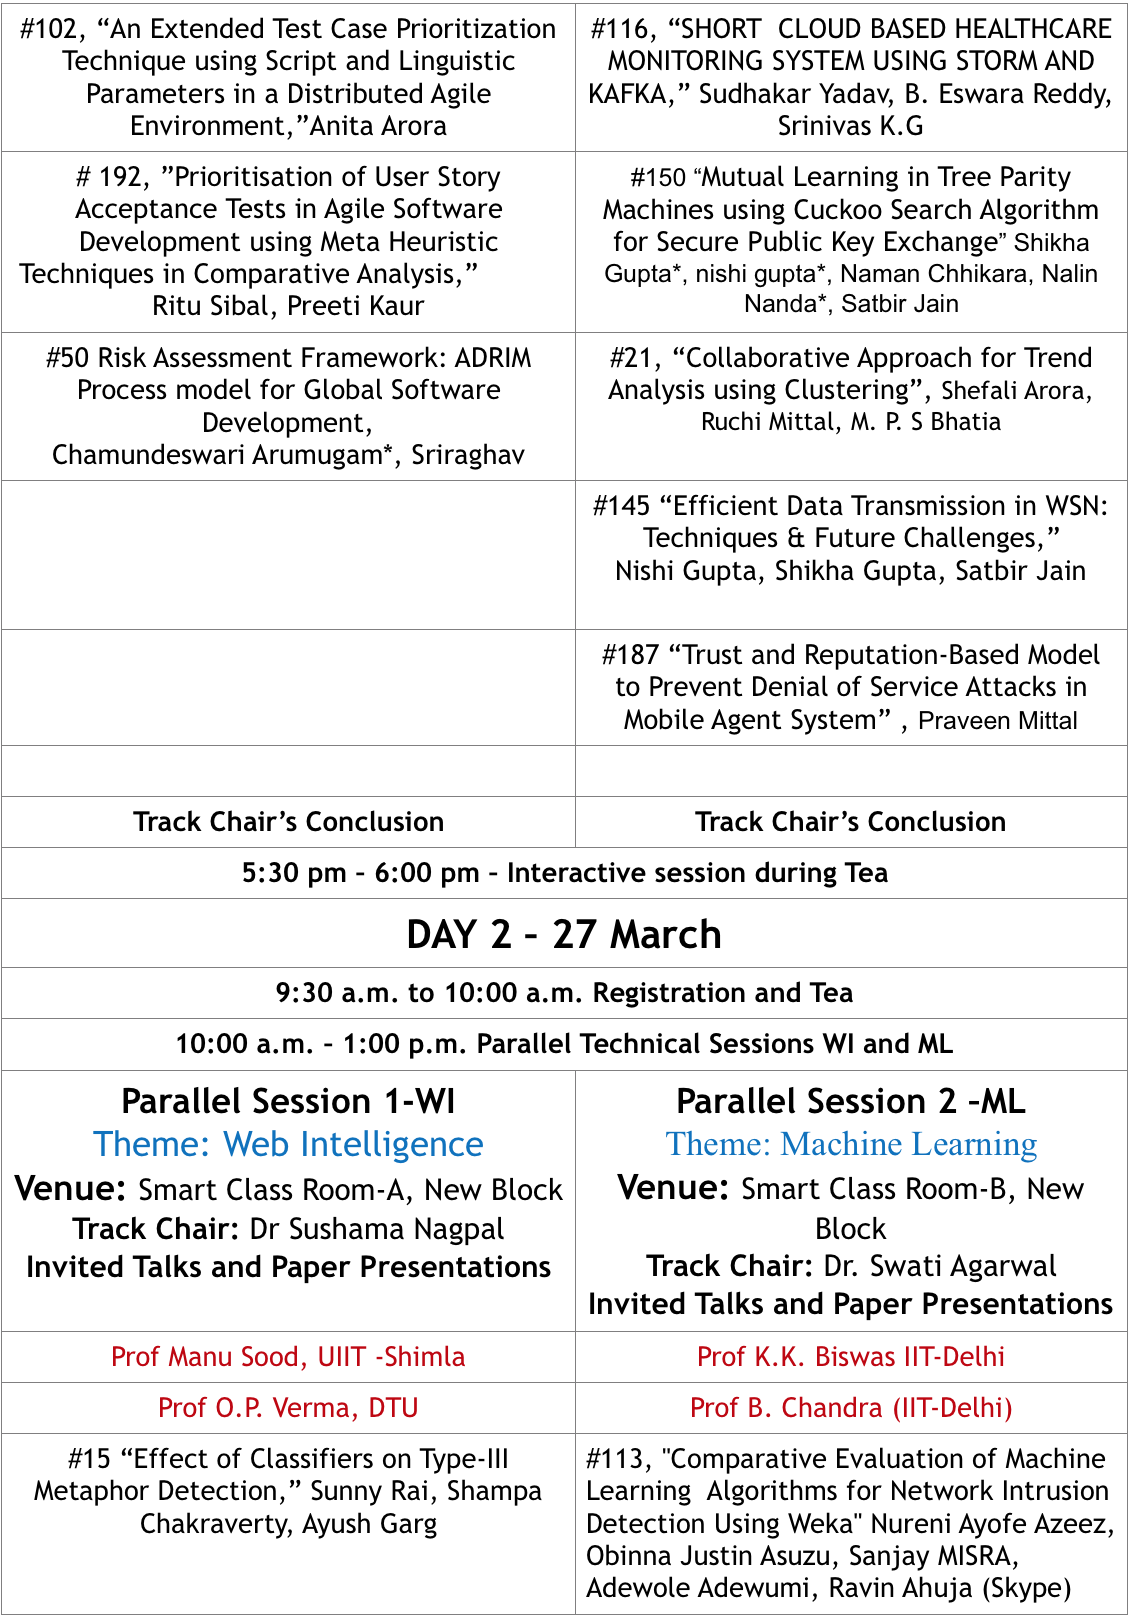 #102, “An Extended Test Case Prioritization
Technique using Script and Linguistic
Parameters in a Distributed Agile
Environment,”Anita Arora
#116, “SHORT  CLOUD BASED HEALTHCARE
MONITORING SYSTEM USING STORM AND
KAFKA,” Sudhakar Yadav, B. Eswara Reddy,
Srinivas K.G
# 192, ”Prioritisation of User Story
Acceptance Tests in Agile Software
Development using Meta Heuristic
Techniques in Comparative Analysis,”
Ritu Sibal, Preeti Kaur
#150 “Mutual Learning in Tree Parity
Machines using Cuckoo Search Algorithm
for Secure Public Key Exchange” Shikha
Gupta*, nishi gupta*, Naman Chhikara, Nalin
Nanda*, Satbir Jain
#50 Risk Assessment Framework: ADRIM
Process model for Global Software
Development,
Chamundeswari Arumugam*, Sriraghav
#21, “Collaborative Approach for Trend
Analysis using Clustering”, Shefali Arora,
Ruchi Mittal, M. P. S Bhatia
#145 “Efficient Data Transmission in WSN:
Techniques & Future Challenges,”
Nishi Gupta, Shikha Gupta, Satbir Jain
#187 “Trust and Reputation-Based Model
to Prevent Denial of Service Attacks in
Mobile Agent System” , Praveen Mittal
Track Chair’s Conclusion
Track Chair’s Conclusion
5:30 pm – 6:00 pm – Interactive session during Tea
DAY 2 – 27 March
9:30 a.m. to 10:00 a.m. Registration and Tea
10:00 a.m. – 1:00 p.m. Parallel Technical Sessions WI and ML
Parallel Session 1-WI
Theme: Web Intelligence
Venue: Smart Class Room-A, New Block
Track Chair: Dr Sushama Nagpal
Invited Talks and Paper Presentations
Parallel Session 2 –ML
Theme: Machine Learning
Venue: Smart Class Room-B, New
Block
Track Chair: Dr. Swati Agarwal
Invited Talks and Paper Presentations
Prof Manu Sood, UIIT -Shimla
Prof K.K. Biswas IIT-Delhi
Prof O.P. Verma, DTU
Prof B. Chandra (IIT-Delhi)
#15 “Effect of Classifiers on Type-III
Metaphor Detection,” Sunny Rai, Shampa
Chakraverty, Ayush Garg
#113, "Comparative Evaluation of Machine
Learning  Algorithms for Network Intrusion
Detection Using Weka" Nureni Ayofe Azeez,
Obinna Justin Asuzu, Sanjay MISRA,
Adewole Adewumi, Ravin Ahuja (Skype)